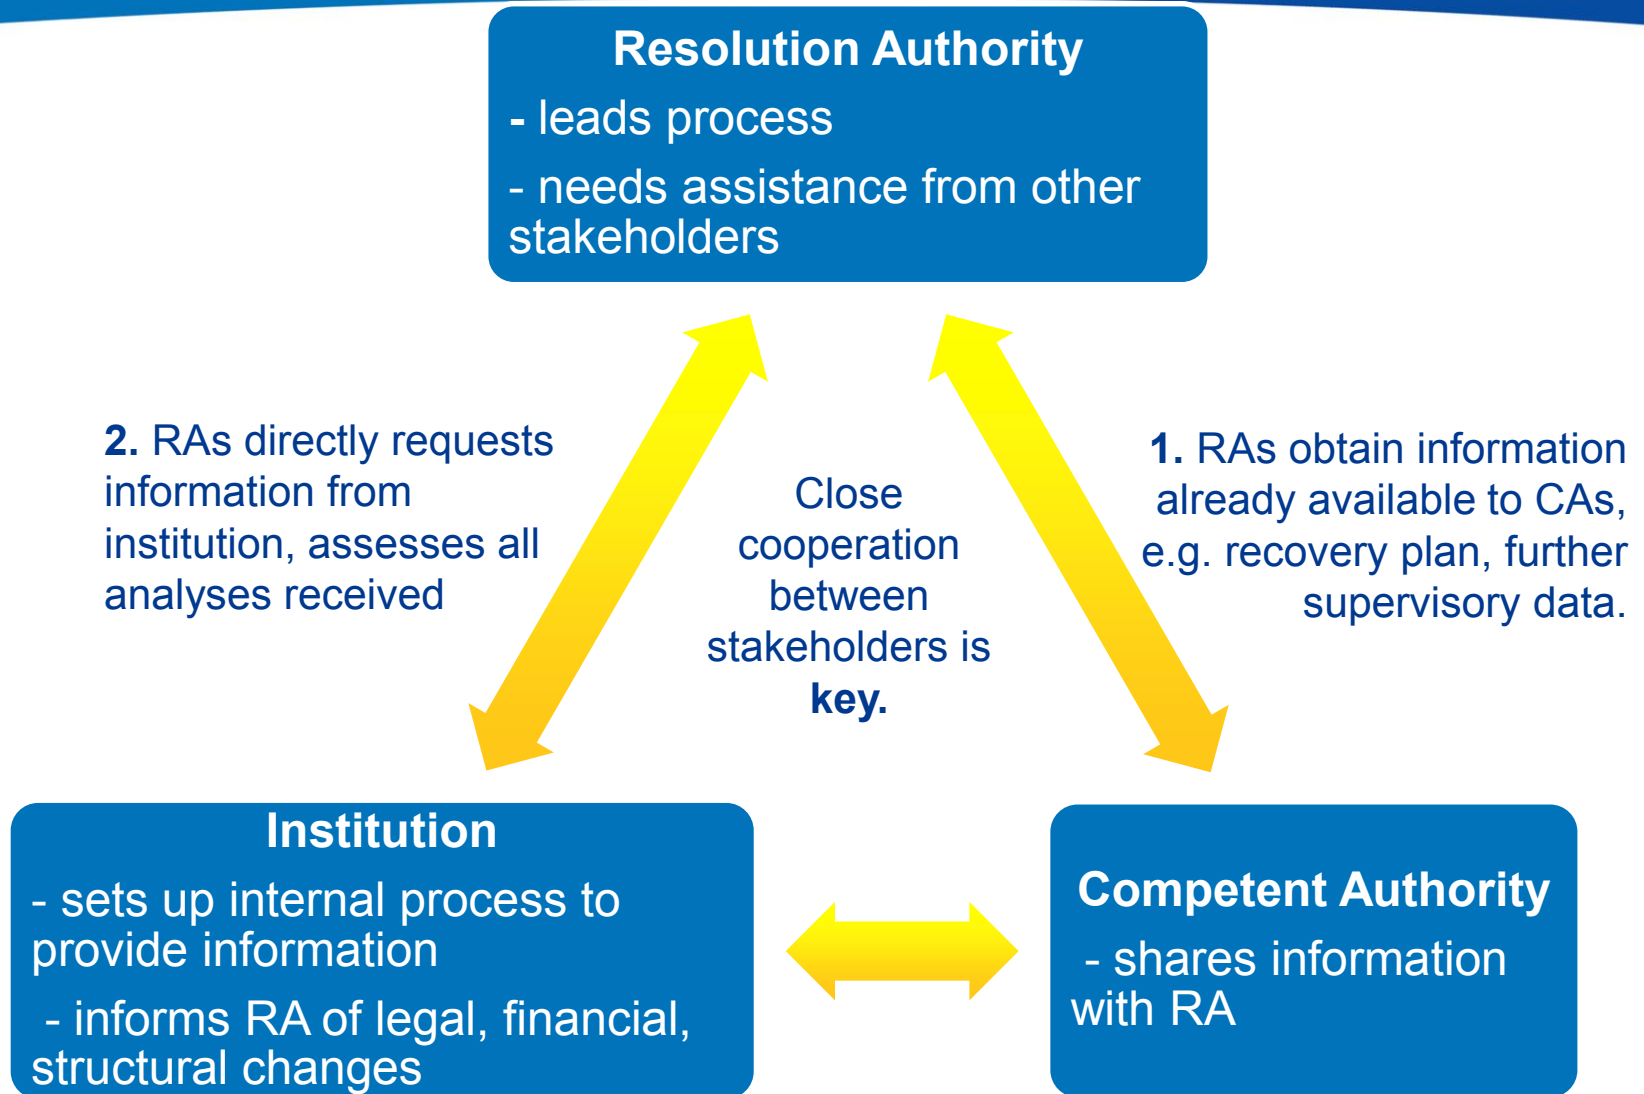 Resolution Authority
- leads process
- needs assistance from other
stakeholders
2. RAs directly requests
information from
institution, assesses all
analyses received
Close
cooperation
between
stakeholders is
key.
1. RAs obtain information
already available to CAs,
e.g. recovery plan, further
supervisory data.
Institution
- sets up internal process to
provide information
- informs RA of legal, financial,
structural changes
Competent Authority
- shares information
with RA